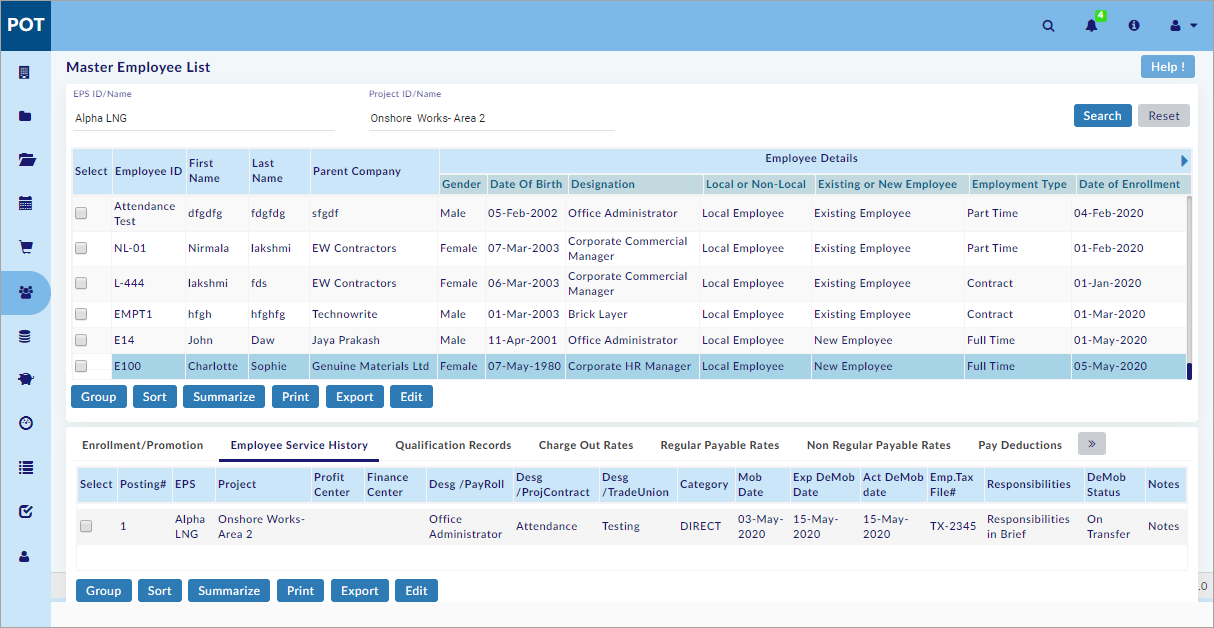 POT
4
Master Employee List
Help !
EPS ID/Name
Project ID/Name
Alpha LNG
Onshore Works- Area 2
Search
Reset
Select
Employee ID
First
Name
Last
Name
Parent Company
Employee Details
Gender
Date Of Birth
Designation
Local or Non-Local
Existing or New Employee
Employment Type
Date of Enrollment
Attendance
Test
dfgdfg
fdgfdg
sfgdf
Male
05-Feb-2002
Office Administrator
Local Employee
Existing Employee
Part Time
04-Feb-2020
NL-01
Nirmala
lakshmi
EW Contractors
Female
07-Mar-2003
Corporate Commercial
Manager
Local Employee
Existing Employee
Part Time
01-Feb-2020
L-444
lakshmi
fds
EW Contractors
Female
06-Mar-2003
Corporate Commercial
Manager
Local Employee
Existing Employee
Contract
01-Jan-2020
EMPT1
hfgh
hfghfg
Technowrite
Male
01-Mar-2003
Brick Layer
Local Employee
Existing Employee
Contract
01-Mar-2020
E14
John
Daw
Jaya Prakash
Male
11-Apr-2001
Office Administrator
Local Employee
New Employee
Full Time
01-May-2020
E100
Charlotte
Sophie
Genuine Materials Ltd
Female
07-May-1980
Corporate HR Manager
Local Employee
New Employee
Full Time
05-May-2020
Group
Sort
Summarize
Print
Export
Edit
Enrollment/Promotion
Employee Service History
Qualification Records
Charge Out Rates
Regular Payable Rates
Non Regular Payable Rates
Pay Deductions
»
Select
Posting#
EPS
Project
Profit
Center
Finance
Center
Desg /PayRoll
Desg
/ProjContract
Desg
/TradeUnion
Category
Mob
Date
Exp DeMob
Date
Act DeMob
date
Emp.Tax
File#
Responsibilities
DeMob
Status
Notes
1
Alpha
LNG
Onshore Works-
Area 2
Office
Administrator
Attendance
Testing
DIRECT
03-May-
2020
15-May-
2020
15-May-
2020
TX-2345
Responsibilities
in Brief
On
Transfer
Notes
Group
Sort
Summarize
Print
Export
Edit
.0